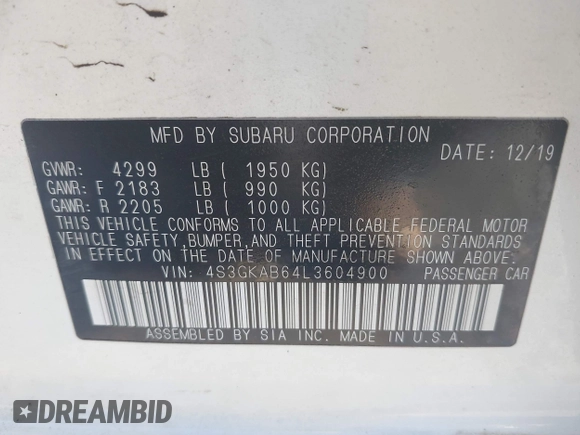 MFD BY SUBARU CORPORATION
DATE: 12/19
GVWR: 4299 LB ( 1950 KG)
GAWR: F 2183 LB ( 990 KG)
GAWR: R 2205 LB ( 1000 KG)
THIS VEHICLE CONFORMS TO ALL APPLICABLE FEDERAL MOTOR
VEHICLE SAFETY, BUMPER, AND THEFT PREVENTION STANDARDS
IN EFFECT ON THE DATE OF MANUFACTURE SHOWN ABOVE.
VIN: 4S3GKAB64L3604900 PASSENGER CAR
ASSEMBLED BY SIA INC. MADE IN U.S.A.
DREAMBID